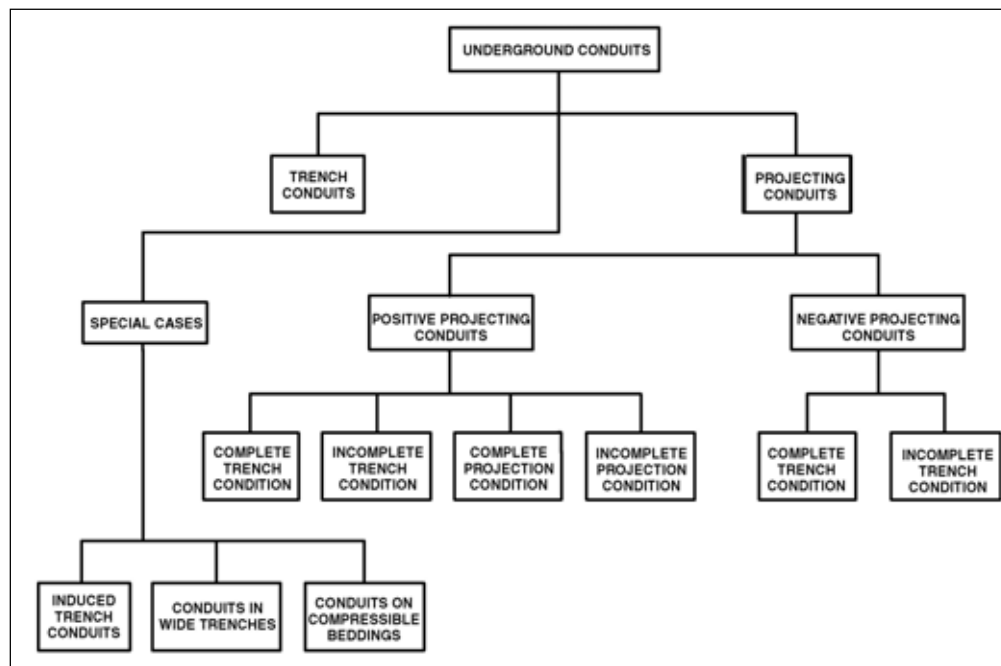 UNDERGROUND CONDUITS
TRENCH
CONDUITS
PROJECTING
CONDUITS
SPECIAL CASES
POSITIVE PROJECTING
CONDUITS
NEGATIVE PROJECTING
CONDUITS
COMPLETE
TRENCH
CONDITION
INCOMPLETE
TRENCH
CONDITION
COMPLETE
PROJECTION
CONDITION
INCOMPLETE
PROJECTION
CONDITION
COMPLETE
TRENCH
CONDITION
INCOMPLETE
TRENCH
CONDITION
INDUCED
TRENCH
CONDUITS
CONDUITS IN
WIDE TRENCHES
CONDUITS ON
COMPRESSIBLE
BEDDINGS